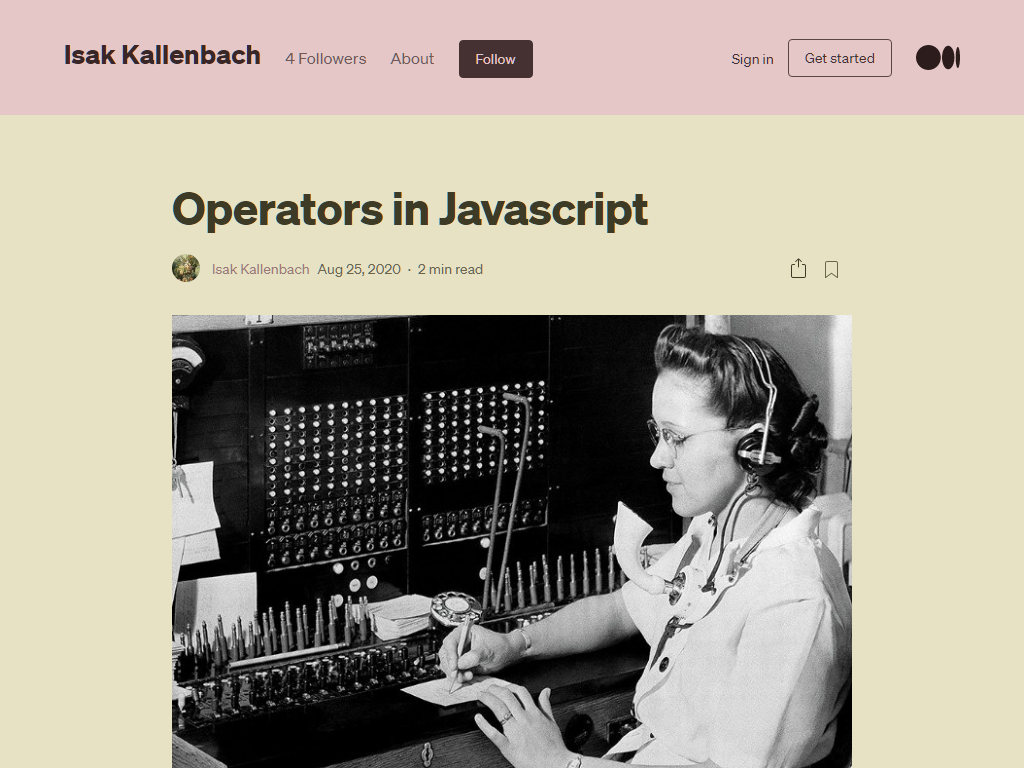 Isak Kallenbach
4 Followers
About
Follow
Sign in
Get started
Operators in Javascript
Isak Kallenbach Aug 25, 2020 · 2 min read